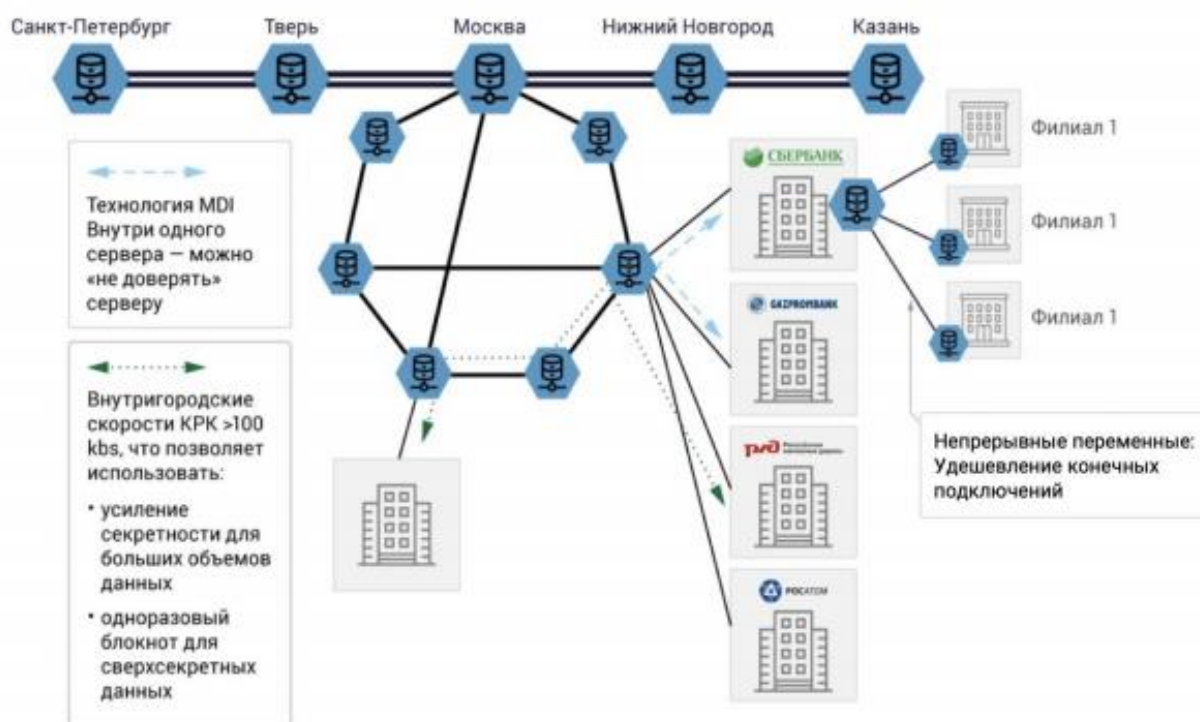 Санкт-Петербург
Тверь
Москва
Нижний Новгород
Казань
Технология MDI
Внутри одного
сервера — можно
«не доверять»
серверу
Внутригородские
скорости КРК >100
kbs, что позволяет
использовать:
• усиление
секретности для
больших объемов
данных
• одноразовый
блокнот для
сверхсекретных
данных
СБЕРБАНК
GAZPROMBANK
ржд
РОСАТОМ
Филиал 1
Филиал 1
Филиал 1
Непрерывные переменные:
Удешевление конечных
подключений